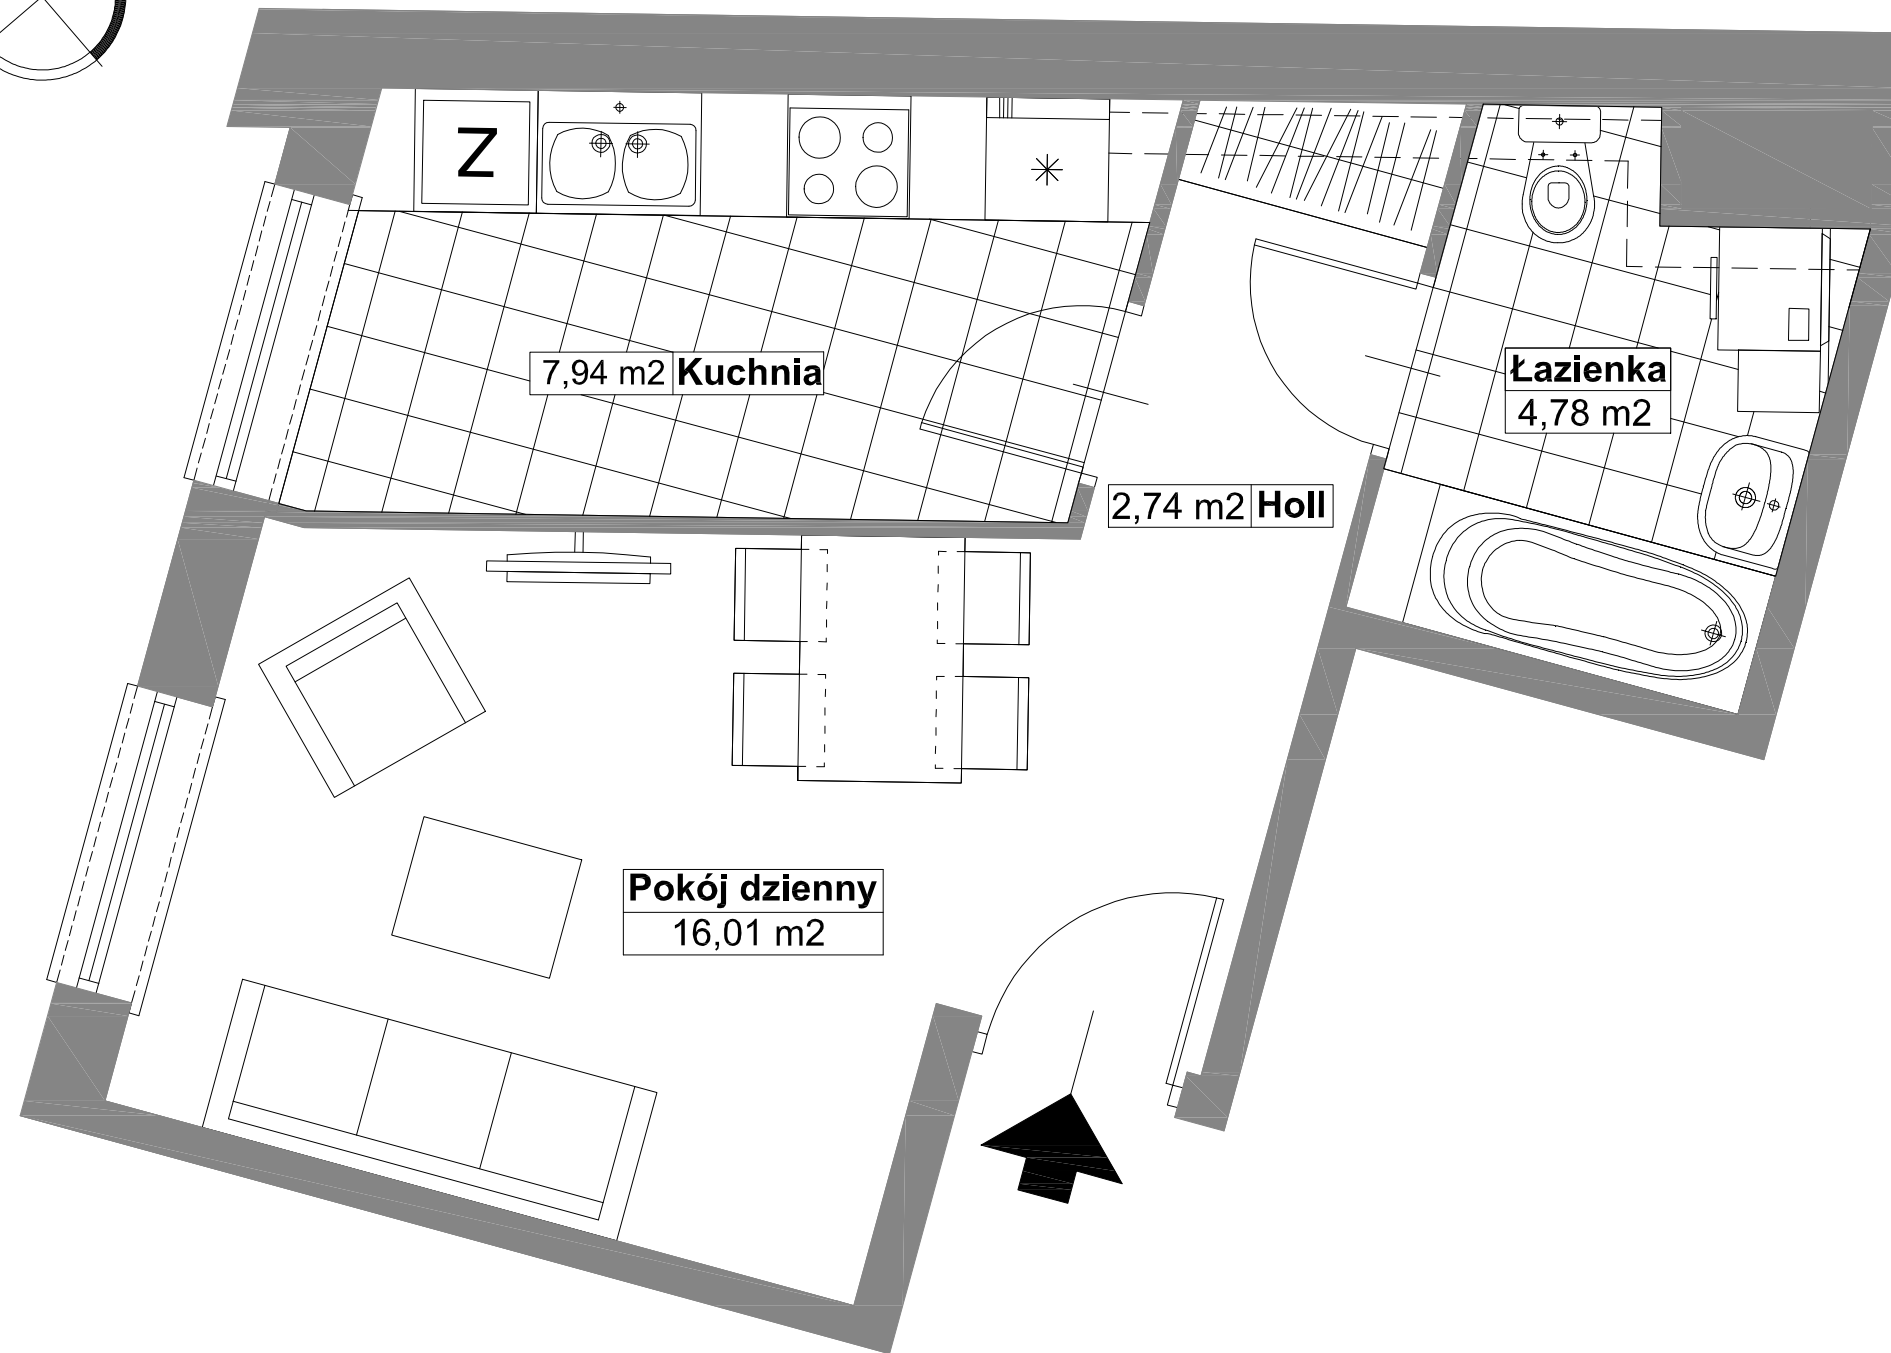 Z
7,94 m2 Kuchnia
Łazienka
4,78 m2
2,74 m2 Holl
Pokój dzienny
16,01 m2